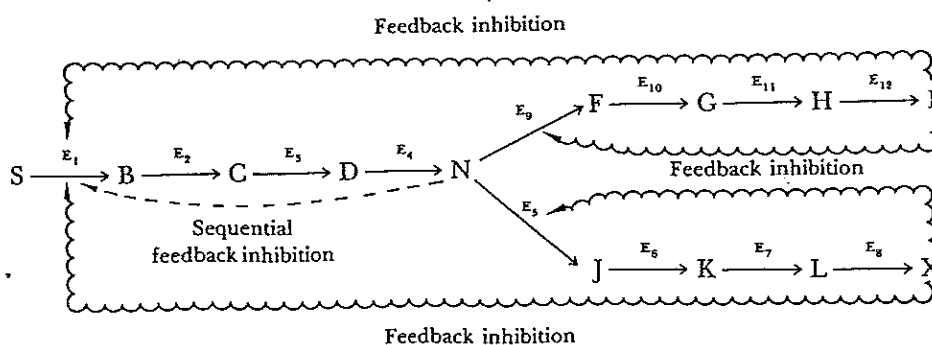 Feedback inhibition
F E₁₀ G E₁₁ H E₁₂
E₉
S E₁ B E₂ C E₃ D E₄ N
Feedback inhibition
E₅
Sequential
feedback inhibition
J E₆ K E₇ L E₈ X
Feedback inhibition